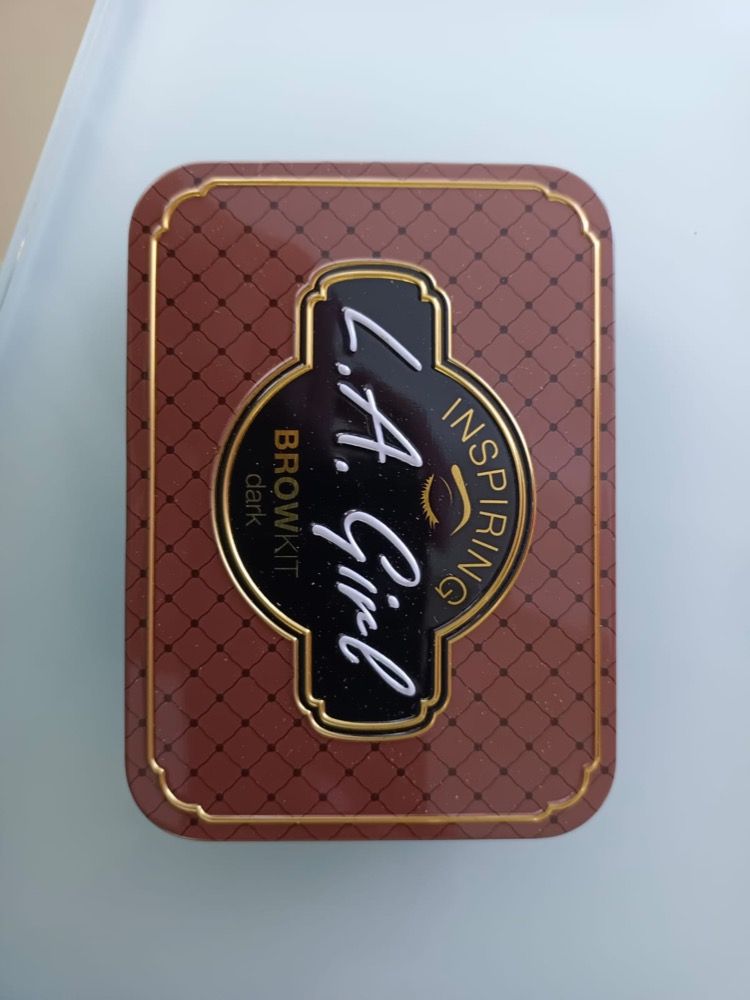 INSPIRING
L.A. Girl
BROWKIT
dark